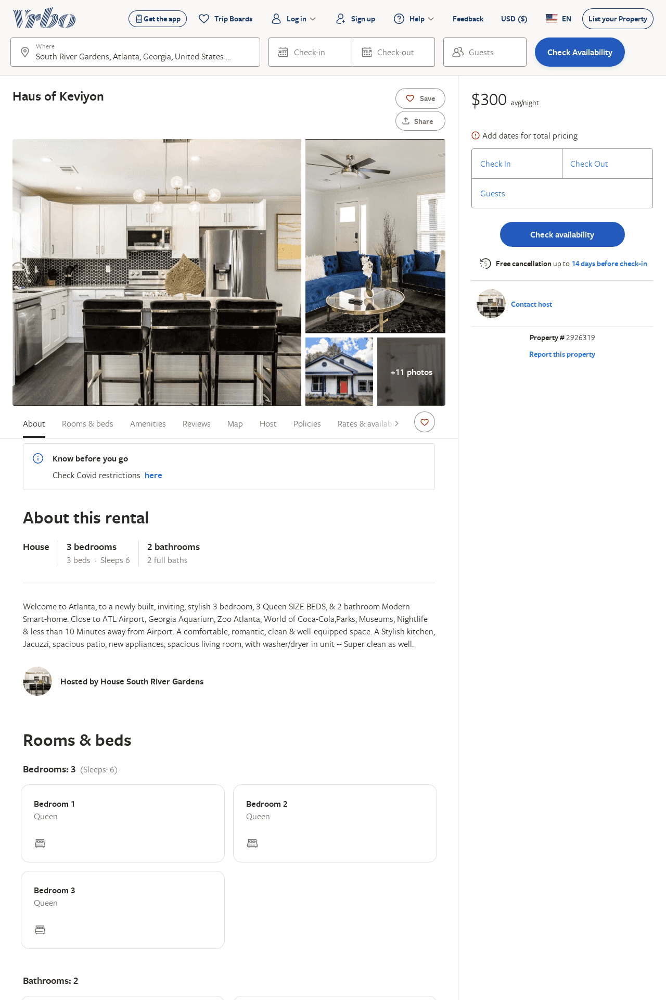 Vrbo
Get the app
Trip Boards
Log in
Sign up
Help
Feedback
USD ($)
EN
List your Property
Where
South River Gardens, Atlanta, Georgia, United States ...
Check-in
Check-out
Guests
Check Availability
Haus of Keviyon
Save
Share
+11 photos
$300 avg/night
Add dates for total pricing
Check In
Check Out
Guests
Check availability
Free cancellation up to 14 days before check-in
Contact host
Property # 2926319
Report this property
About
Rooms & beds
Amenities
Reviews
Map
Host
Policies
Rates & availab
Know before you go
Check Covid restrictions here
About this rental
House
3 bedrooms
3 beds · Sleeps 6
2 bathrooms
2 full baths
Welcome to Atlanta, to a newly built, inviting, stylish 3 bedroom, 3 Queen SIZE BEDS, & 2 bathroom Modern
Smart-home. Close to ATL Airport, Georgia Aquarium, Zoo Atlanta, World of Coca-Cola,Parks, Museums, Nightlife
& less than 10 Minutes away from Airport. A comfortable, romantic, clean & well-equipped space. A Stylish kitchen,
Jacuzzi, spacious patio, new appliances, spacious living room, with washer/dryer in unit -- Super clean as well.
Hosted by House South River Gardens
Rooms & beds
Bedrooms: 3 (Sleeps: 6)
Bedroom 1
Queen
Bedroom 2
Queen
Bedroom 3
Queen
Bathrooms: 2